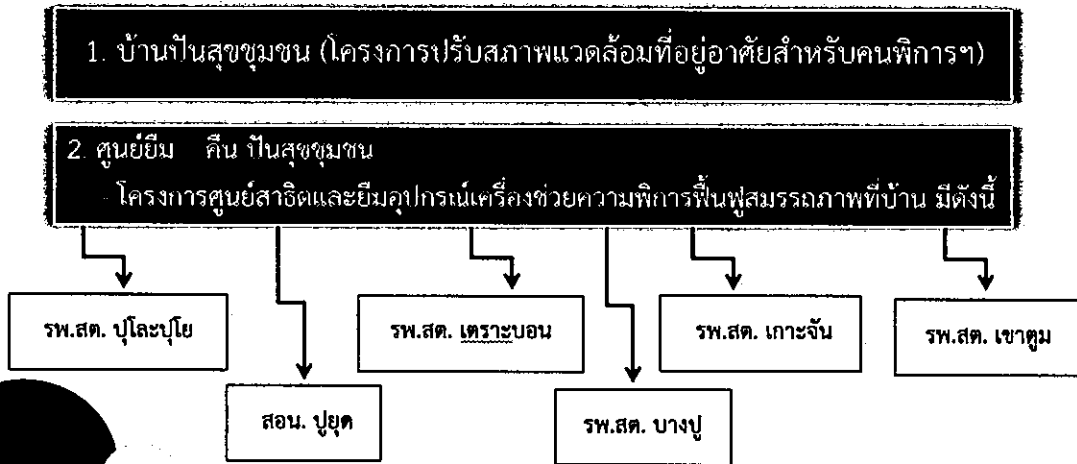 1. บ้านปันสุขชุมชน (โครงการปรับสภาพแวดล้อมที่อยู่อาศัยสำหรับคนพิการฯ)
2. ศูนย์ยืม คืน ปันสุขชุมชน
- โครงการศูนย์สาธิตและยืมอุปกรณ์เครื่องช่วยความพิการฟื้นฟูสมรรถภาพที่บ้าน มีดังนี้
รพ.สต. ปุโละปุโย
รพ.สต. เตราะบอน
รพ.สต. เกาะจัน
รพ.สต. เขาตูม
สอน. ปูยุด
รพ.สต. บางปู